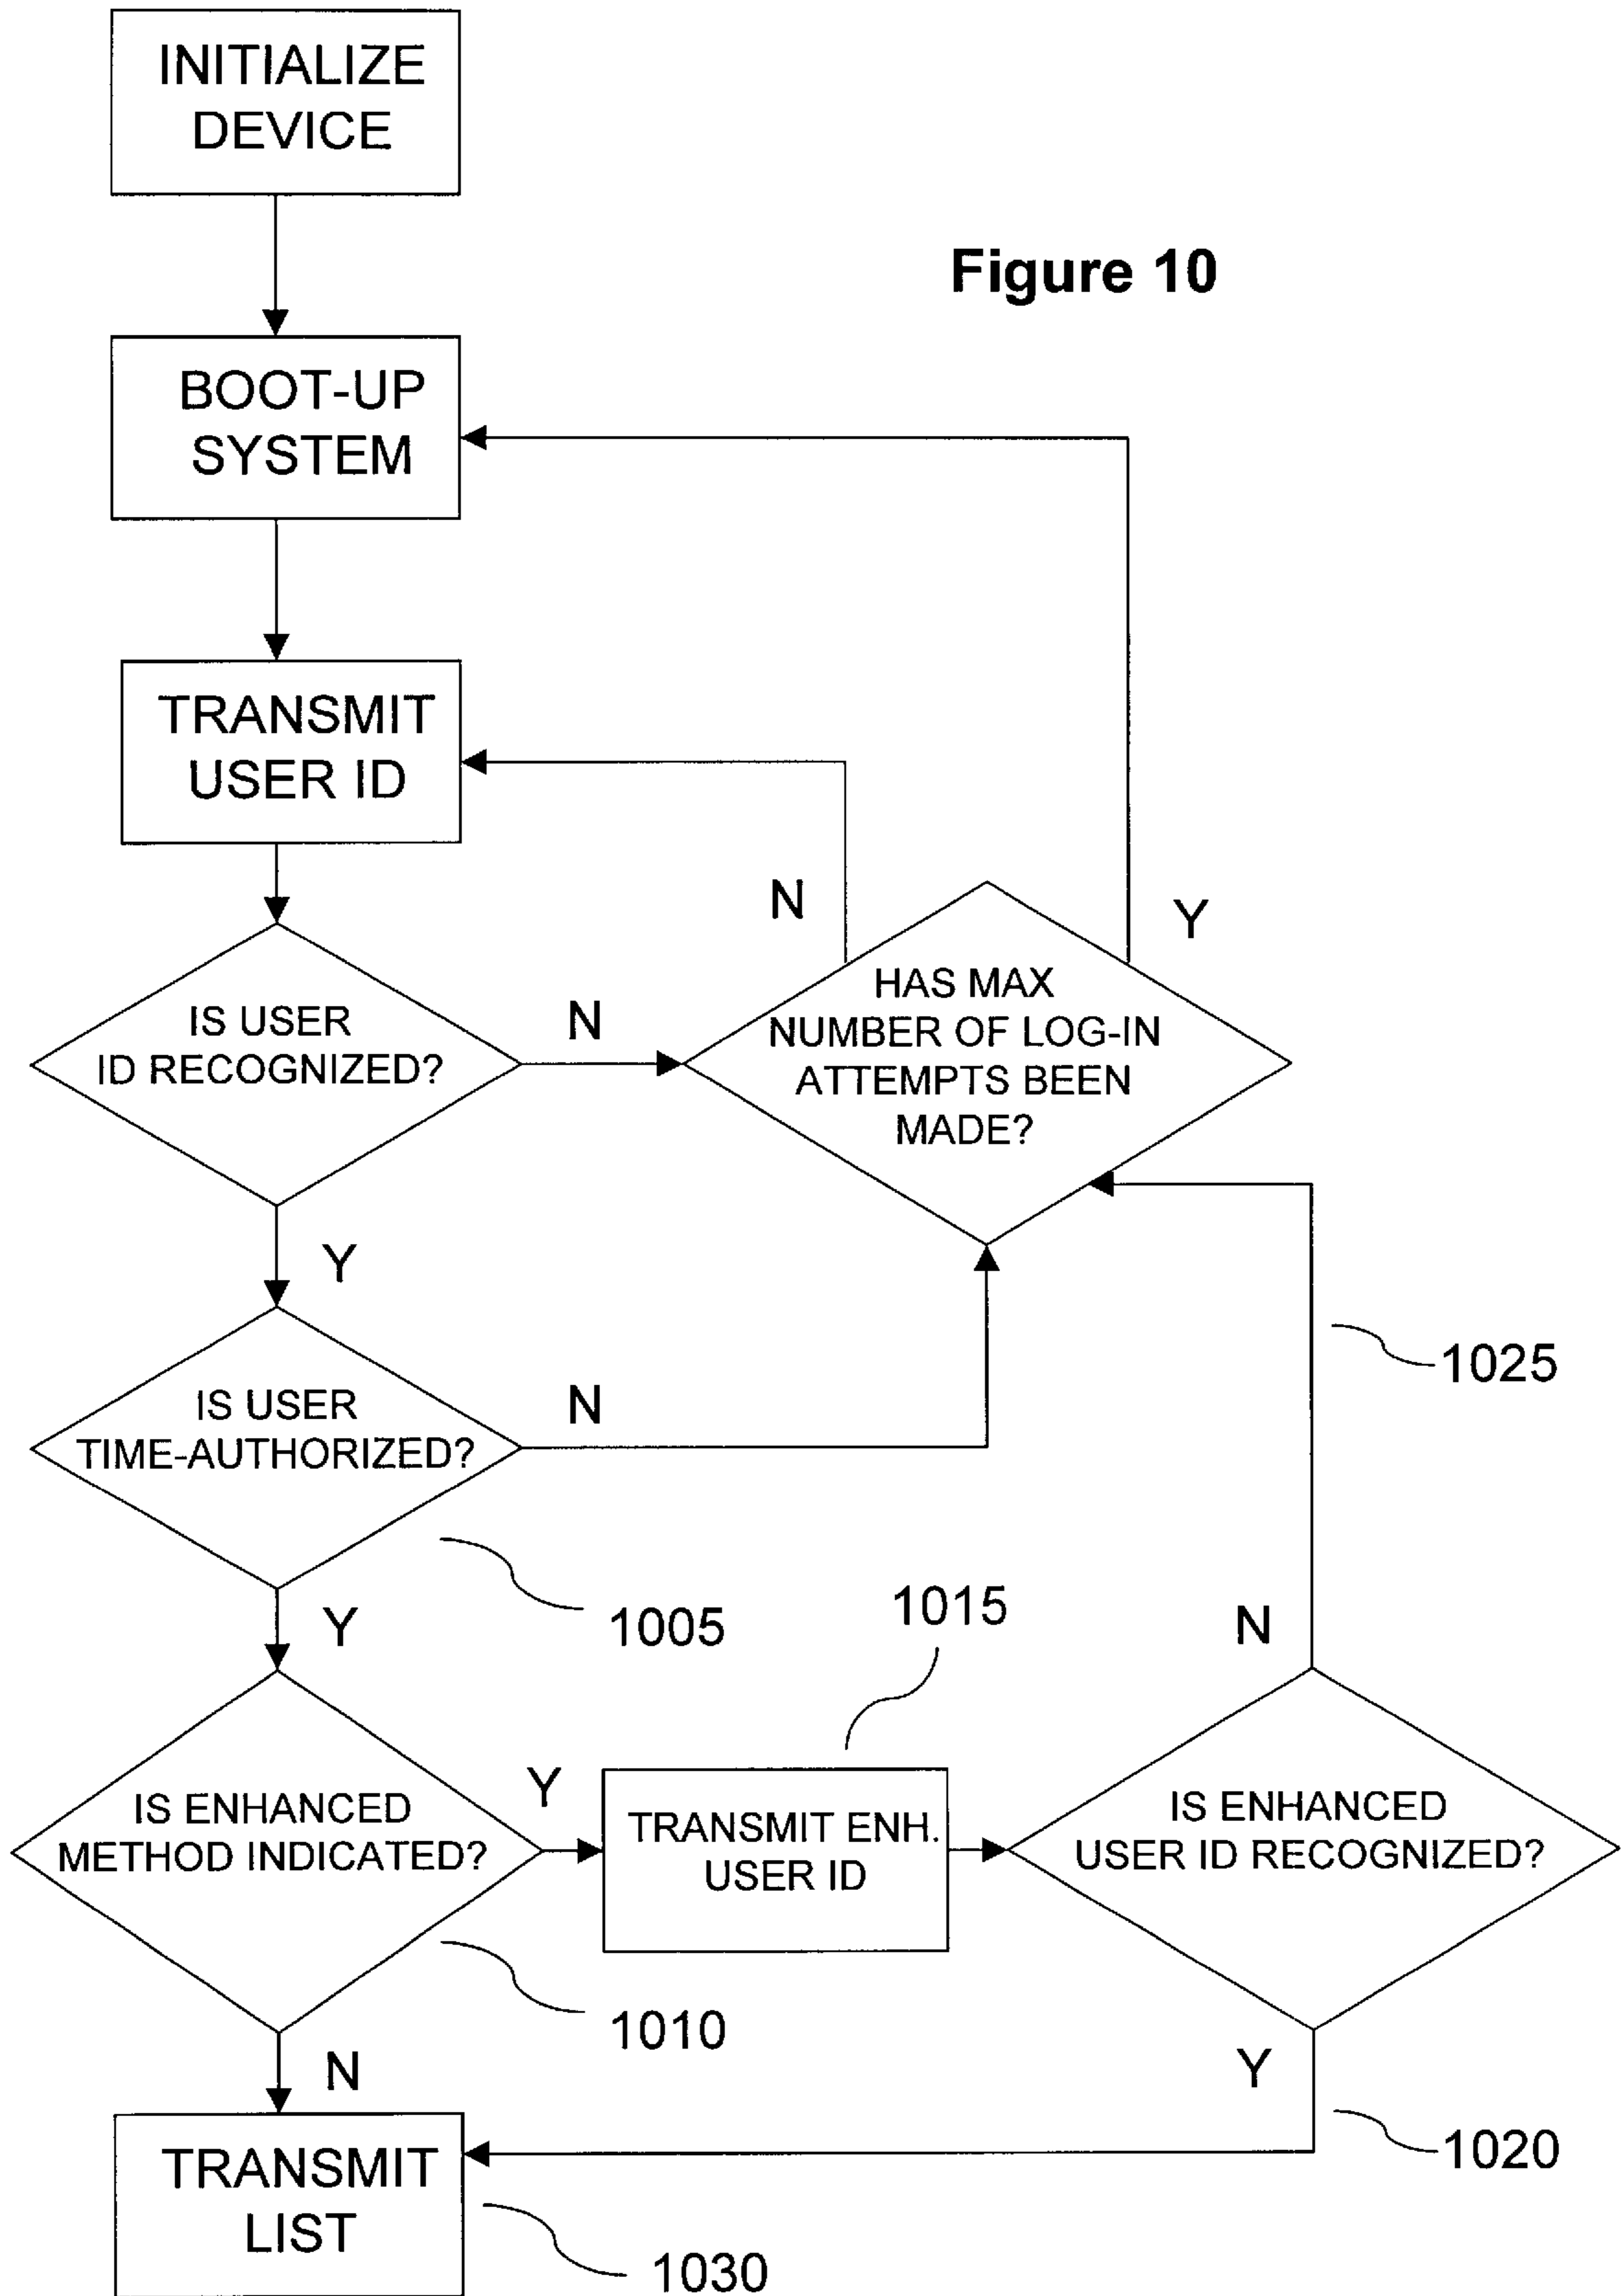 INITIALIZE
DEVICE
Figure 10
BOOT-UP
SYSTEM
TRANSMIT
USER ID
N
Y
IS USER
ID RECOGNIZED?
N
HAS MAX
NUMBER OF LOG-IN
ATTEMPTS BEEN
MADE?
Y
IS USER
TIME-AUTHORIZED?
N
1025
1005
Y
1015
N
IS ENHANCED
METHOD INDICATED?
Y
TRANSMIT ENH.
USER ID
IS ENHANCED
USER ID RECOGNIZED?
1010
N
Y
1020
TRANSMIT
LIST
1030